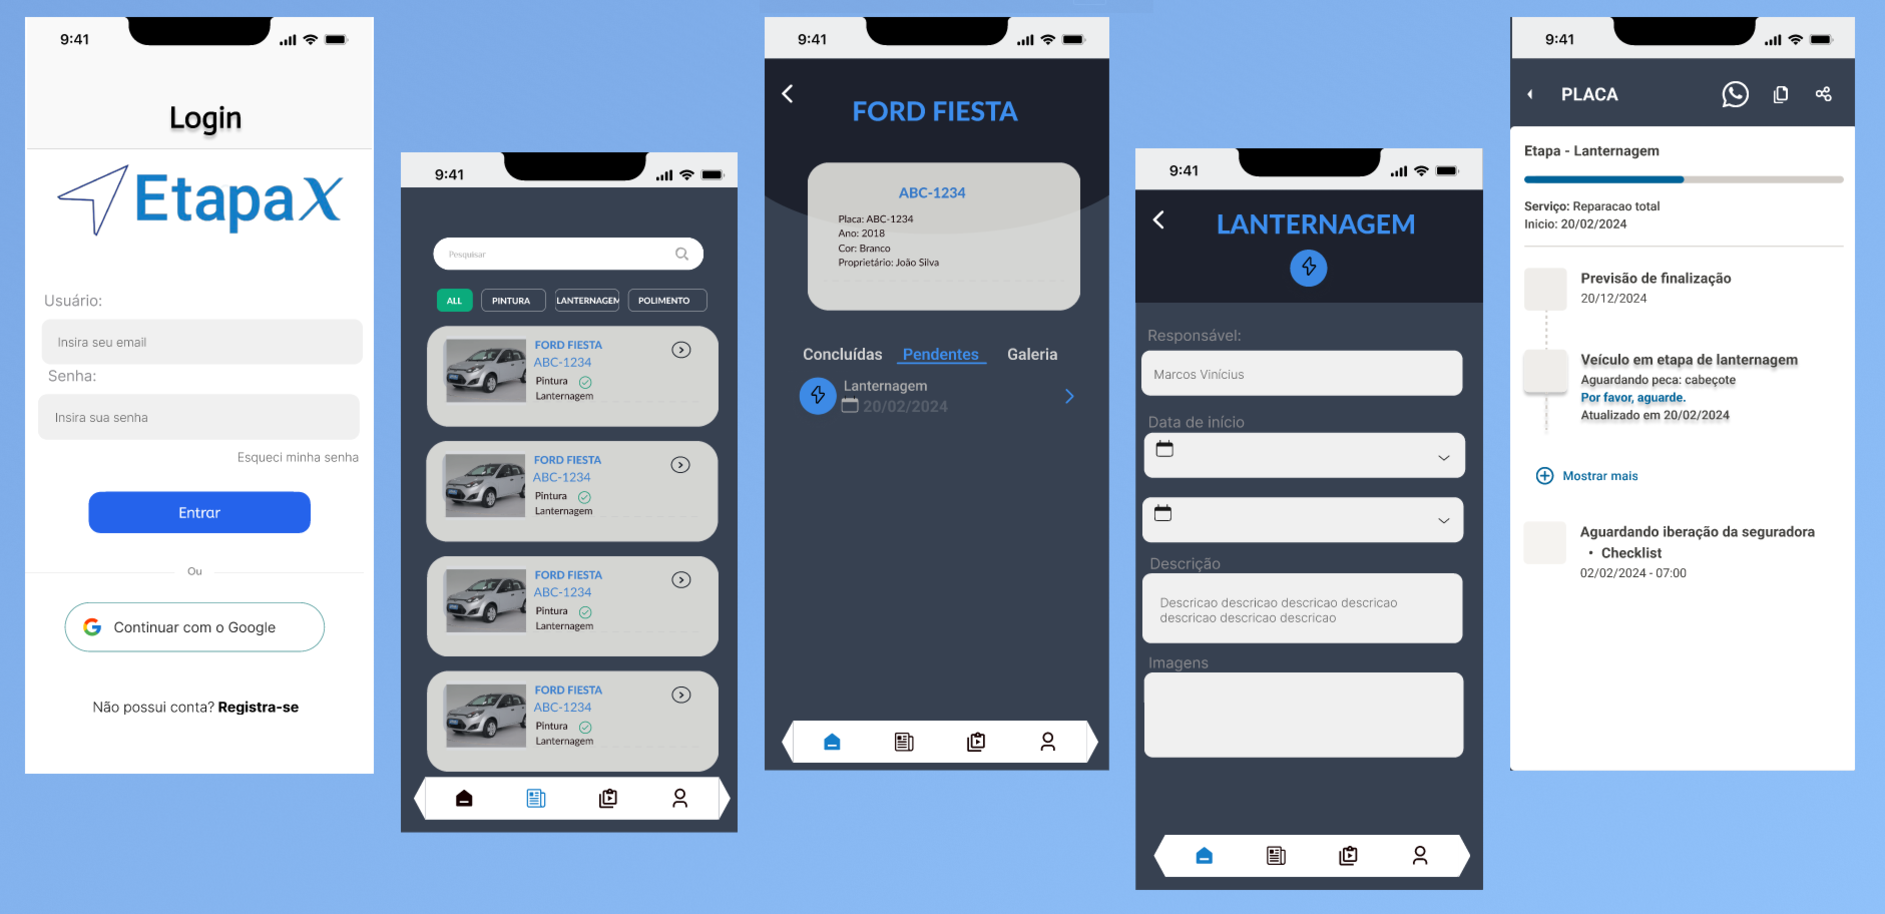 9:41
Login
EtapaX
Usuário:
Insira seu email
Senha:
Insira sua senha
Esqueci minha senha
Entrar
Ou
Continuar com o Google
Não possui conta? Registra-se
9:41
Pesquisar
ALL PINTURA LANTERNAGEM POLIMENTO
FORD FIESTA
ABC-1234
Pintura
Lanternagem
FORD FIESTA
ABC-1234
Pintura
Lanternagem
FORD FIESTA
ABC-1234
Pintura
Lanternagem
FORD FIESTA
ABC-1234
Pintura
Lanternagem
9:41
FORD FIESTA
ABC-1234
Placa: ABC-1234
Ano: 2018
Cor: Branco
Proprietário: João Silva
Concluídas Pendentes Galeria
Lanternagem
20/02/2024
9:41
LANTERNAGEM
Responsável:
Marcos Vinícius
Data de início
Descrição
Descricao descricao descricao descricao
descricao descricao descricao
Imagens
9:41
PLACA
Etapa - Lanternagem
Serviço: Reparacao total
Inicio: 20/02/2024
Previsão de finalização
20/12/2024
Veículo em etapa de lanternagem
Aguardando peca: cabeçote
Por favor, aguarde.
Atualizado em 20/02/2024
Mostrar mais
Aguardando iberação da seguradora
• Checklist
02/02/2024 - 07:00